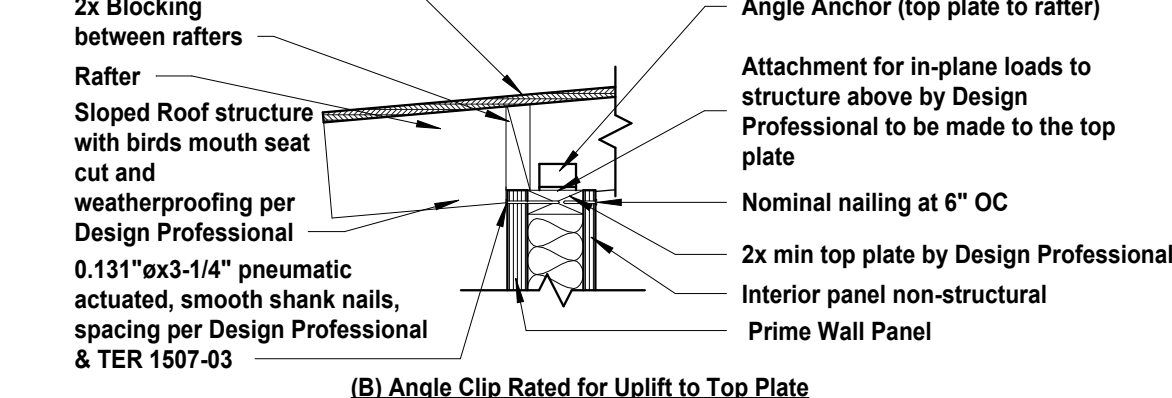 2x Blocking
between rafters
Rafter
Sloped Roof structure
with birds mouth seat
cut and
weatherproofing per
Design Professional
0.131"øx3-1/4" pneumatic
actuated, smooth shank nails,
spacing per Design Professional
& TER 1507-03
Angle Anchor (top plate to rafter)
Attachment for in-plane loads to
structure above by Design
Professional to be made to the top
plate
Nominal nailing at 6" OC
2x min top plate by Design Professional
Interior panel non-structural
Prime Wall Panel
(B) Angle Clip Rated for Uplift to Top Plate